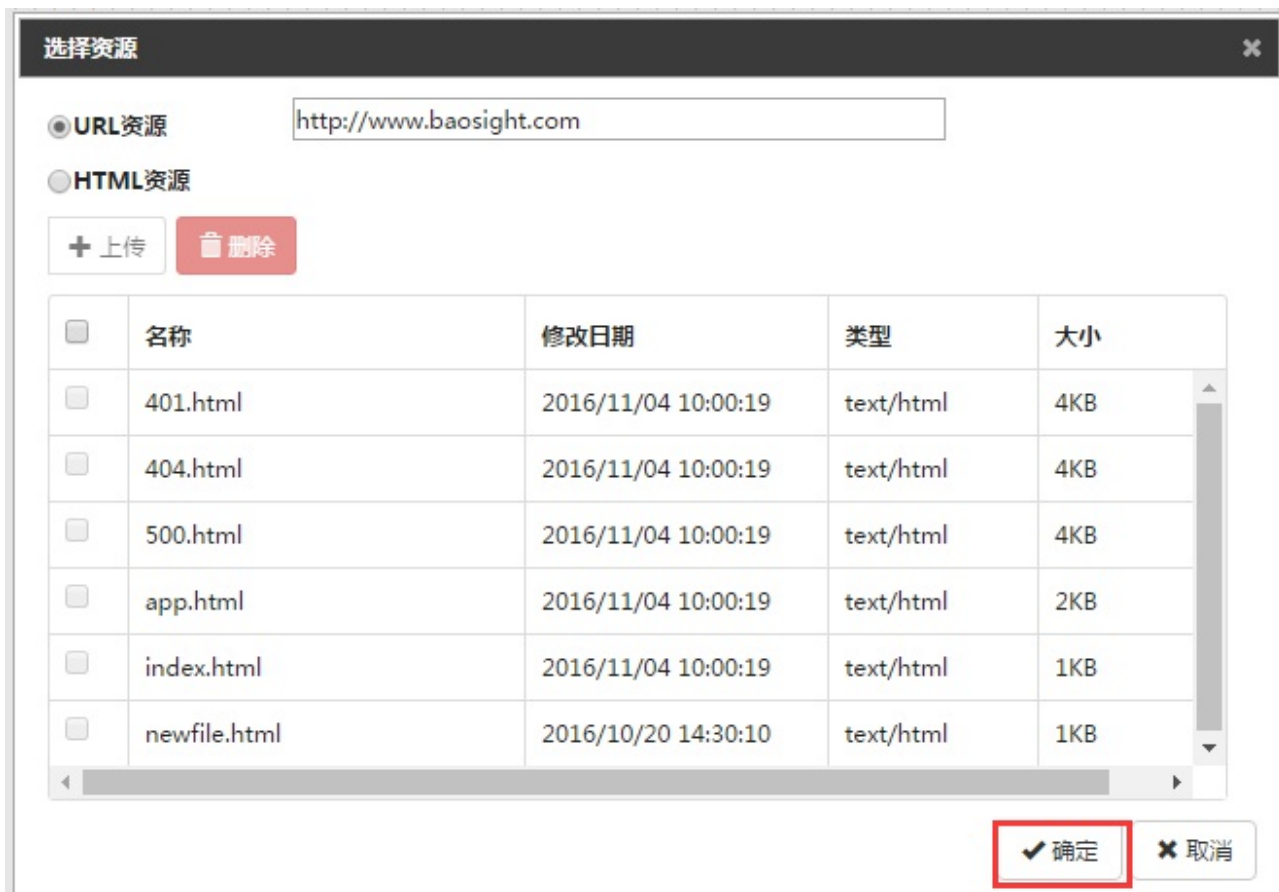 选择资源
URL资源 http://www.baosight.com
HTML资源
上传 删除
名称 修改日期 类型 大小
401.html 2016/11/04 10:00:19 text/html 4KB
404.html 2016/11/04 10:00:19 text/html 4KB
500.html 2016/11/04 10:00:19 text/html 4KB
app.html 2016/11/04 10:00:19 text/html 2KB
index.html 2016/11/04 10:00:19 text/html 1KB
newfile.html 2016/10/20 14:30:10 text/html 1KB
确定 取消